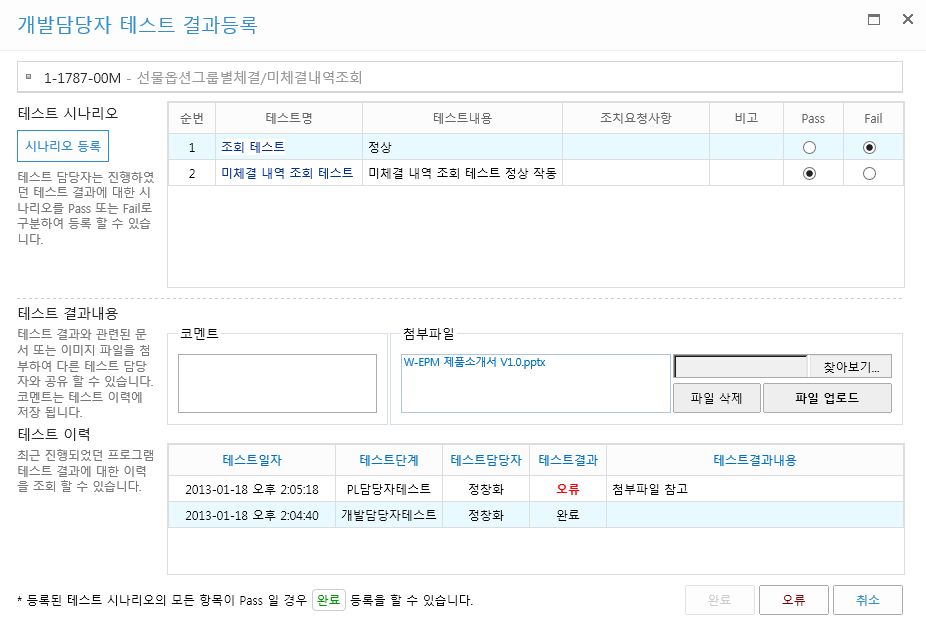 개발담당자 테스트 결과등록
1-1787-00M - 선물옵션그룹별체결/미체결내역조회
테스트 시나리오
시나리오 등록
테스트 담당자는 진행하였
던 테스트 결과에 대한 시
나리오를 Pass 또는 Fail로
구분하여 등록 할 수 있습
니다.
순번 테스트명 테스트내용 조치요청사항 비고 Pass Fail
1 조회 테스트 정상
2 미체결 내역 조회 테스트 미체결 내역 조회 테스트 정상 작동
테스트 결과내용
테스트 결과와 관련된 문
서 또는 이미지 파일을 첨
부하여 다른 테스트 담당
자와 공유 할 수 있습니다.
코멘트는 테스트 이력에
저장 됩니다.
코멘트
첨부파일
W-EPM 제품소개서 V1.0.pptx
찾아보기...
파일 삭제 파일 업로드
테스트 이력
최근 진행되었던 프로그램
테스트 결과에 대한 이력
을 조회 할 수 있습니다.
테스트일자 테스트단계 테스트담당자 테스트결과 테스트결과내용
2013-01-18 오후 2:05:18 PL담당자테스트 정창화 오류 첨부파일 참고
2013-01-18 오후 2:04:40 개발담당자테스트 정창화 완료
* 등록된 테스트 시나리오의 모든 항목이 Pass 일 경우 완료 등록을 할 수 있습니다.
완료 오류 취소